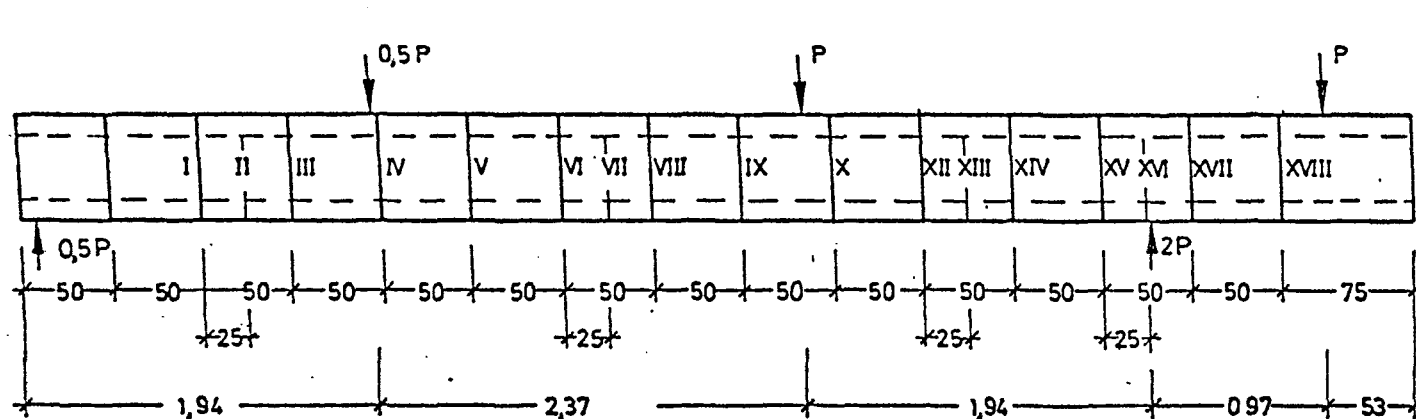 0,5P P P
I II III IV V VI VII VIII IX X XII XIII XIV XV XVI XVII XVIII
0,5P 2P
50 50 50 50 50 50 50 50 50 50 50 50 50 50 75
25 25 25 25
1,94 2,37 1,94 0,97 53